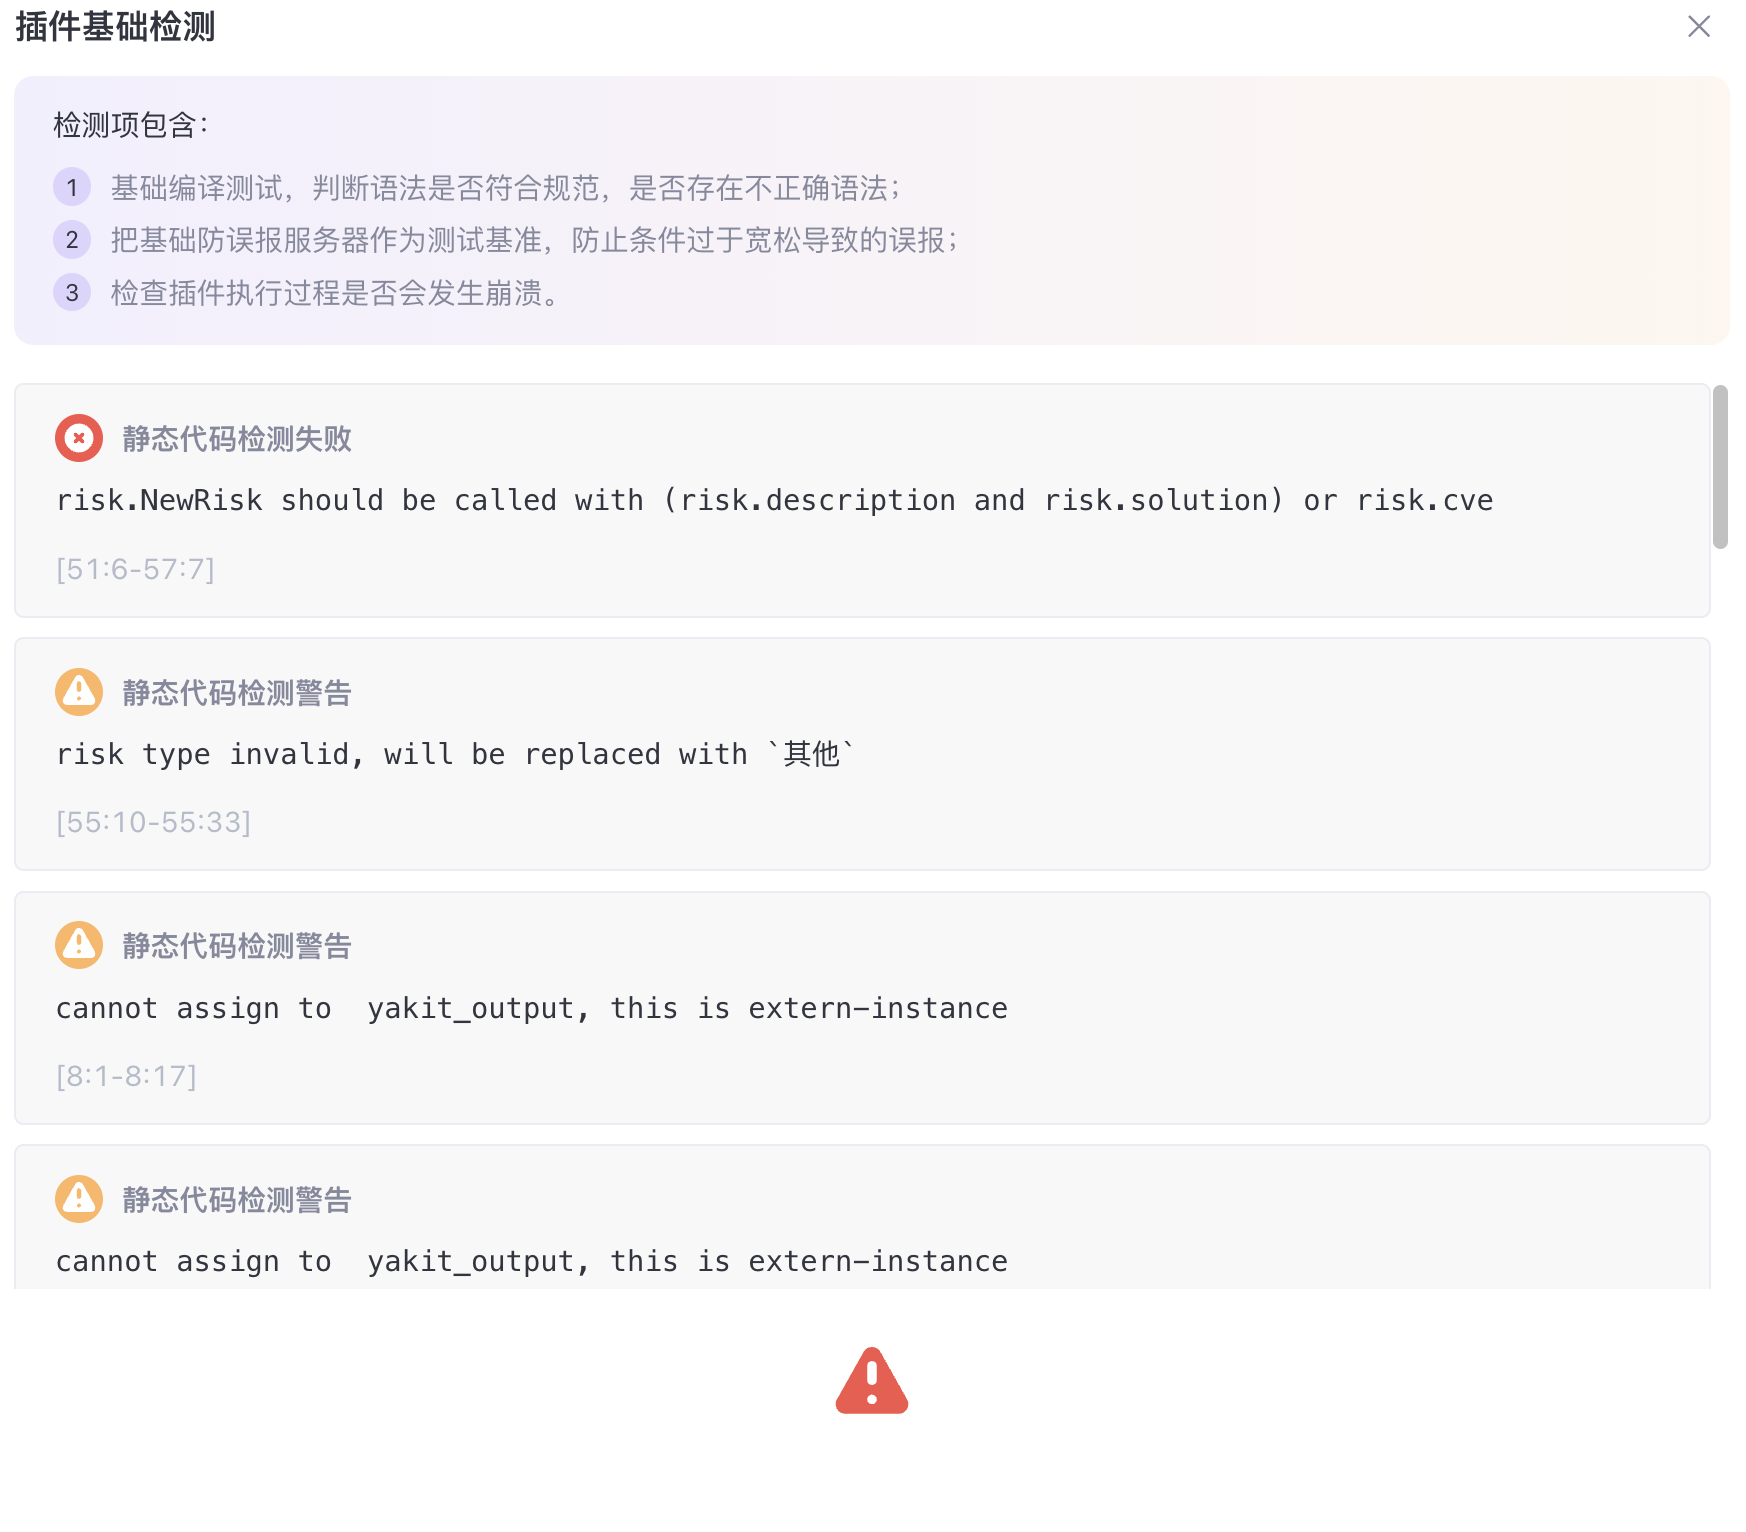 插件基础检测
检测项包含：
1 基础编译测试，判断语法是否符合规范，是否存在不正确语法；
2 把基础防误报服务器作为测试基准，防止条件过于宽松导致的误报；
3 检查插件执行过程是否会发生崩溃。
静态代码检测失败
risk.NewRisk should be called with (risk.description and risk.solution) or risk.cve
[51:6-57:7]
静态代码检测警告
risk type invalid, will be replaced with `其他`
[55:10-55:33]
静态代码检测警告
cannot assign to  yakit_output, this is extern-instance
[8:1-8:17]
静态代码检测警告
cannot assign to  yakit_output, this is extern-instance